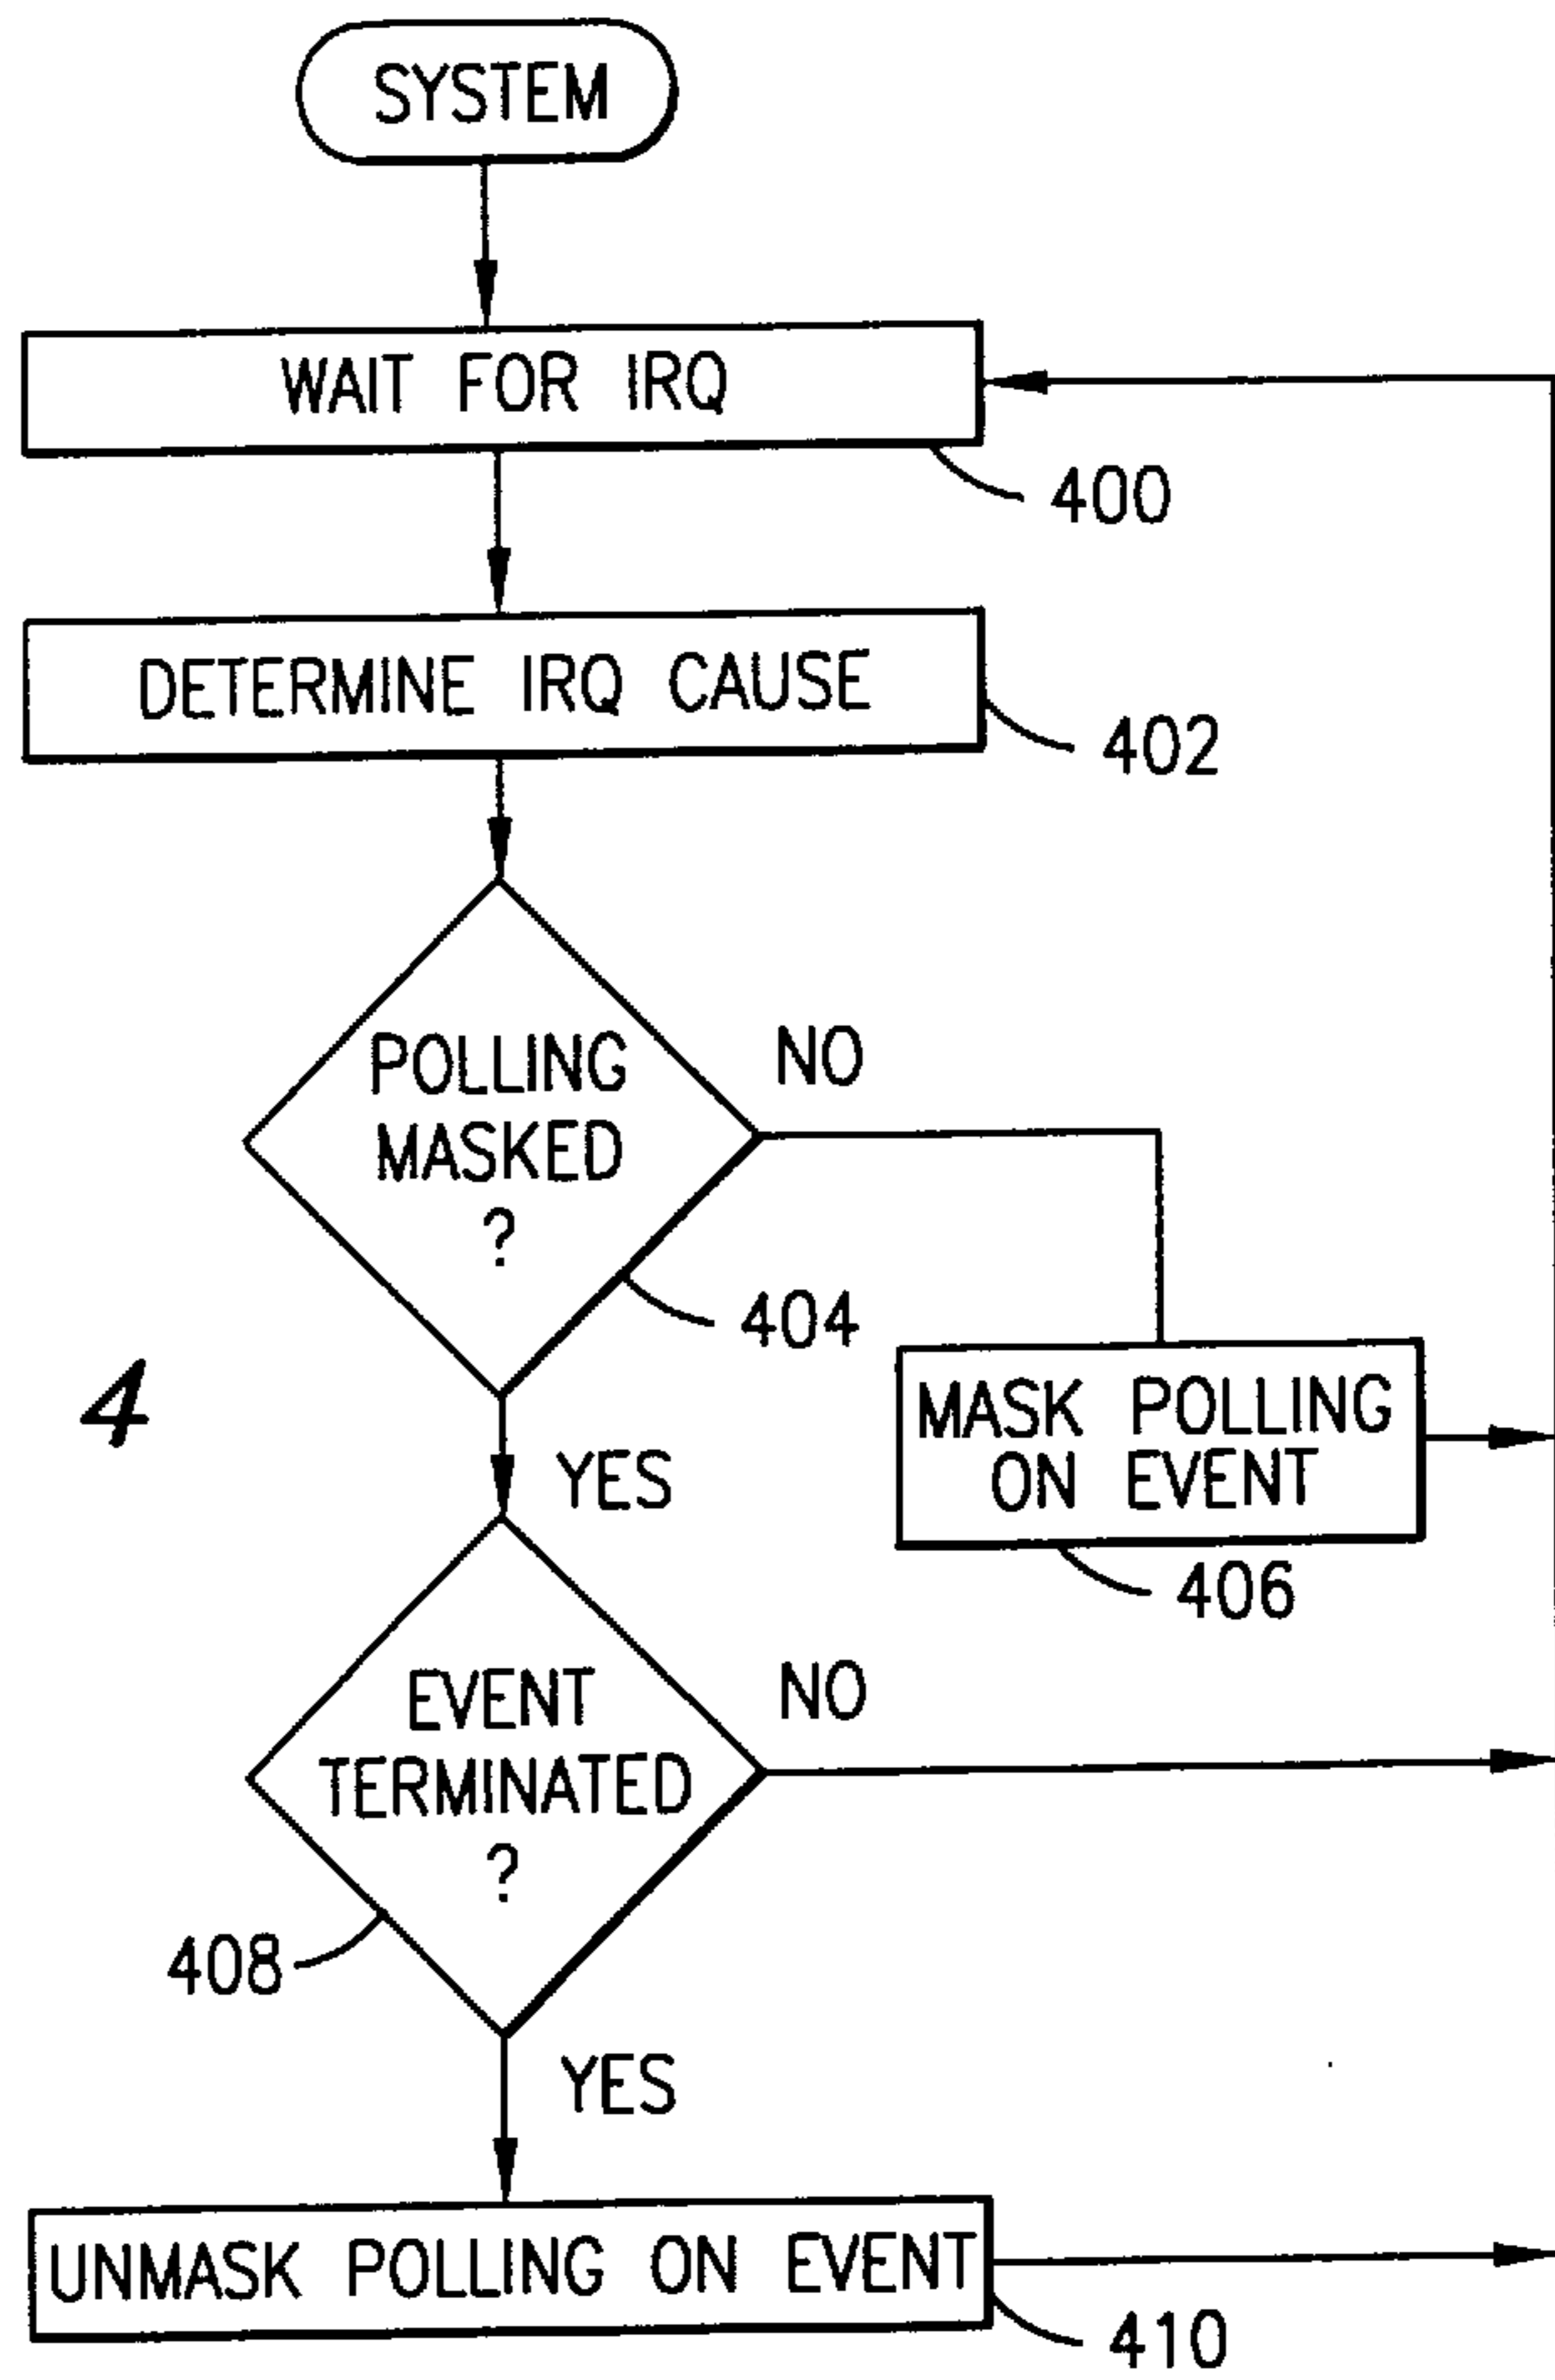 SYSTEM
WAIT FOR IRQ
400
DETERMINE IRQ CAUSE
402
POLLING
MASKED
?
NO
404
YES
4
MASK POLLING
ON EVENT
406
EVENT
TERMINATED
?
NO
408
YES
UNMASK POLLING ON EVENT
410